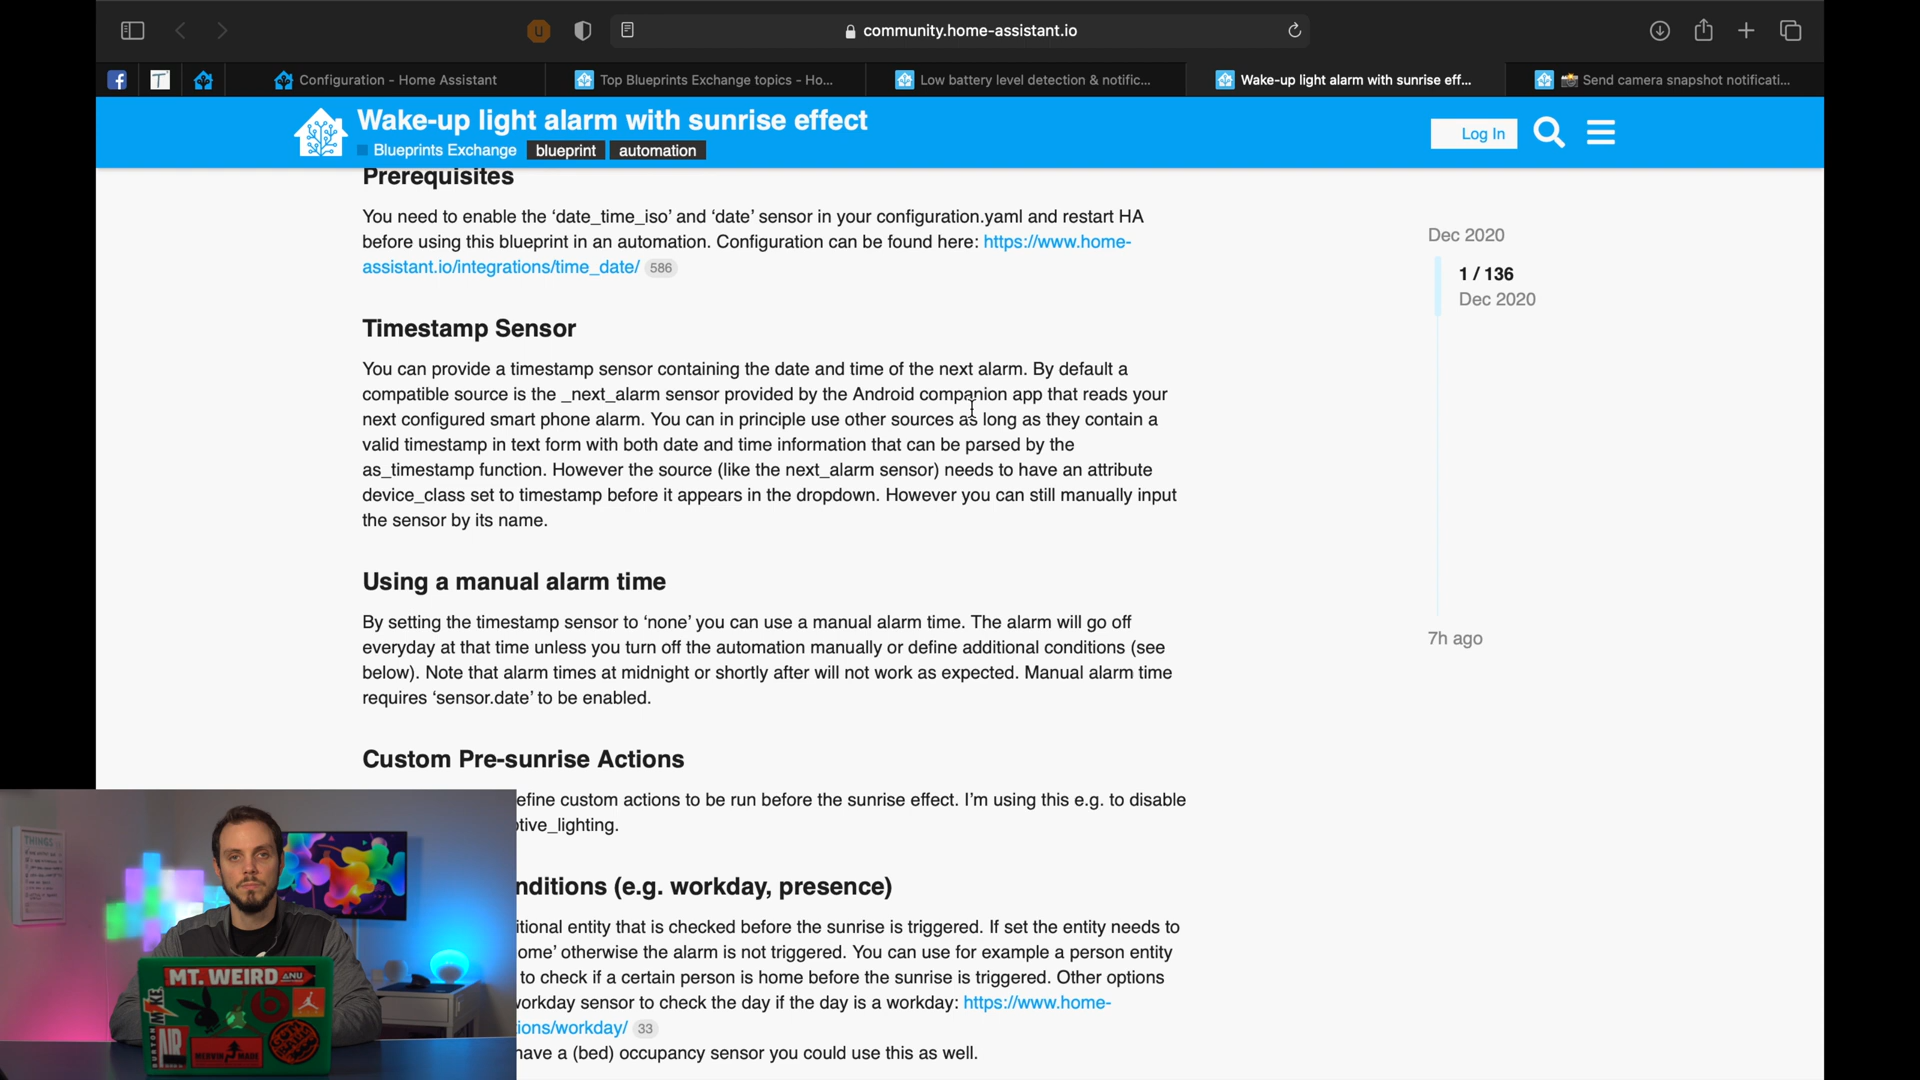 community.home-assistant.io
Configuration - Home Assistant
Top Blueprints Exchange topics - Ho...
Low battery level detection & notific...
Wake-up light alarm with sunrise eff...
Send camera snapshot notificati...
Wake-up light alarm with sunrise effect
Blueprints Exchange blueprint automation
Log In
Prerequisites
You need to enable the ‘date_time_iso’ and ‘date’ sensor in your configuration.yaml and restart HA
before using this blueprint in an automation. Configuration can be found here: https://www.home-
assistant.io/integrations/time_date/ 586
Dec 2020
1 / 136
Dec 2020
7h ago
Timestamp Sensor
You can provide a timestamp sensor containing the date and time of the next alarm. By default a
compatible source is the _next_alarm sensor provided by the Android companion app that reads your
next configured smart phone alarm. You can in principle use other sources as long as they contain a
valid timestamp in text form with both date and time information that can be parsed by the
as_timestamp function. However the source (like the next_alarm sensor) needs to have an attribute
device_class set to timestamp before it appears in the dropdown. However you can still manually input
the sensor by its name.
Using a manual alarm time
By setting the timestamp sensor to ‘none’ you can use a manual alarm time. The alarm will go off
everyday at that time unless you turn off the automation manually or define additional conditions (see
below). Note that alarm times at midnight or shortly after will not work as expected. Manual alarm time
requires ‘sensor.date’ to be enabled.
Custom Pre-sunrise Actions
efine custom actions to be run before the sunrise effect. I’m using this e.g. to disable
tive_lighting.
nditions (e.g. workday, presence)
itional entity that is checked before the sunrise is triggered. If set the entity needs to
ome’ otherwise the alarm is not triggered. You can use for example a person entity
to check if a certain person is home before the sunrise is triggered. Other options
workday sensor to check the day if the day is a workday: https://www.home-
ions/workday/ 33
have a (bed) occupancy sensor you could use this as well.
THINGS
MT. WEIRD
MERVIN MADE
AIR